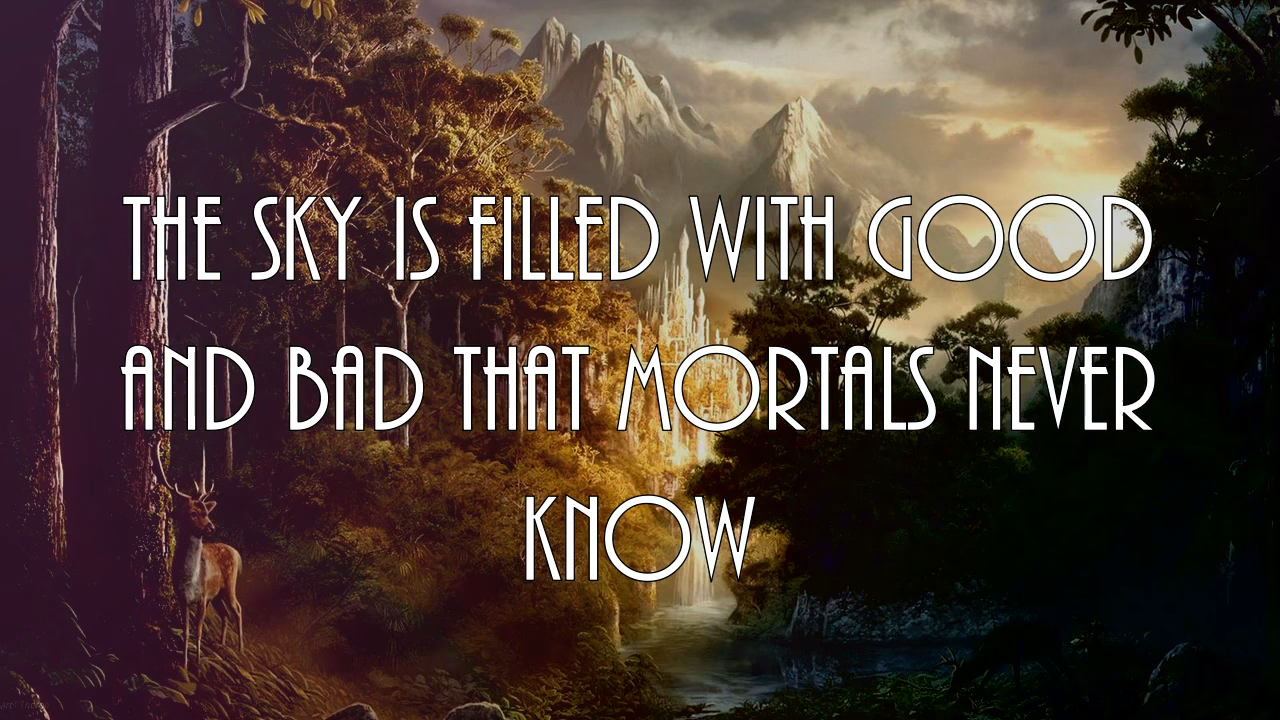 THE SKY IS FILLED WITH GOOD
AND BAD THAT MORTALS NEVER
KNOW